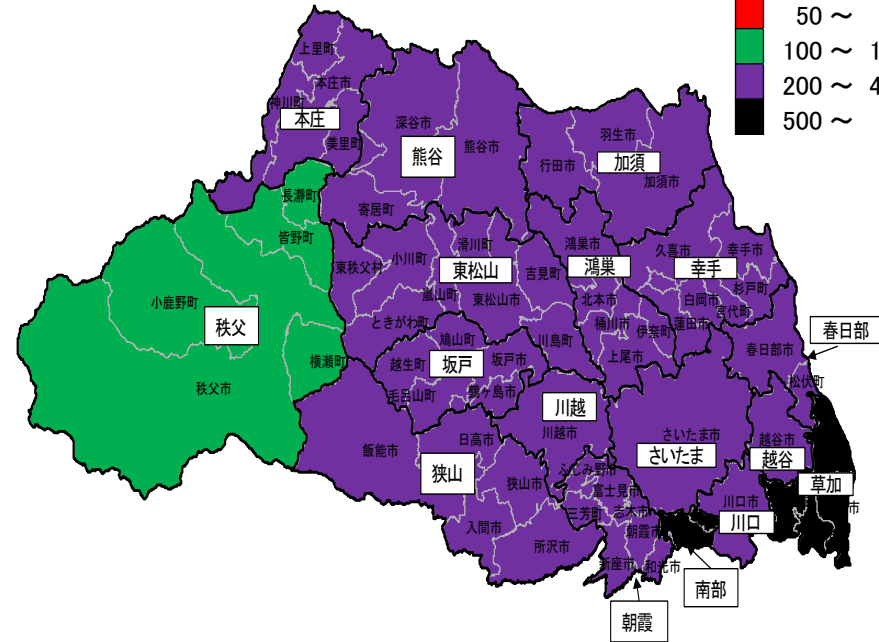 50 ～
100 ～ 1
200 ～ 4
500 ～
上里町
本庄市
神川町
本庄
美里町
深谷市
熊谷市
熊谷
寄居町
羽生市
行田市
加須
加須市
長瀞町
皆野町
小鹿野町
秩父
横瀬町
秩父市
東秩父村
小川町
滑川町
東松山
吉見町
嵐山町
東松山市
ときがわ町
川島町
鴻巣市
鴻巣
北本市
桶川市
伊奈町
上尾市
久喜市
幸手市
幸手
杉戸町
白岡市
宮代町
蓮田市
春日部
春日部市
松伏町
鳩山町
越生町
坂戸
坂戸市
毛呂山町
鶴ヶ島市
川越
川越市
さいたま市
さいたま
越谷市
越谷
草加
市
飯能市
日高市
狭山
狭山市
入間市
所沢市
ふじみ野市
富士見市
三芳町
志木市
朝霞市
新座市
和光市
川口市
川口
南部
朝霞